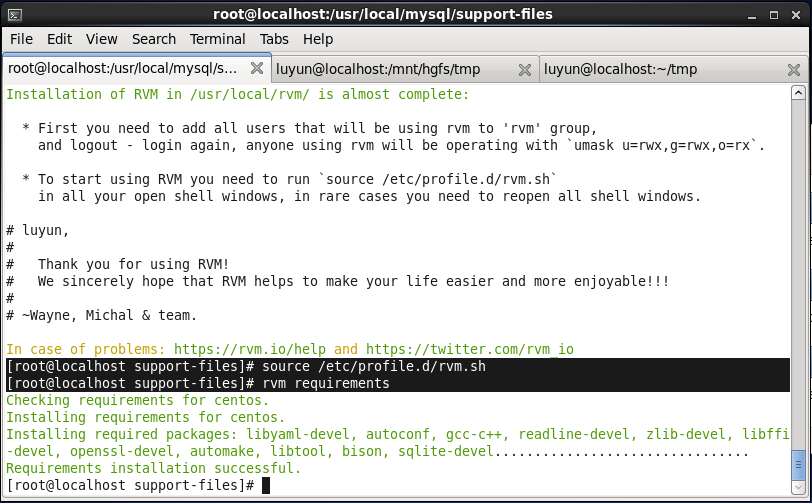 root@localhost:/usr/local/mysql/support-files
File Edit View Search Terminal Tabs Help
root@localhost:/usr/local/mysql/s... luyun@localhost:/mnt/hgfs/tmp luyun@localhost:~/tmp
Installation of RVM in /usr/local/rvm/ is almost complete:
* First you need to add all users that will be using rvm to 'rvm' group,
and logout - login again, anyone using rvm will be operating with `umask u=rwx,g=rwx,o=rx`.
* To start using RVM you need to run `source /etc/profile.d/rvm.sh`
in all your open shell windows, in rare cases you need to reopen all shell windows.
# luyun,
#
#   Thank you for using RVM!
#   We sincerely hope that RVM helps to make your life easier and more enjoyable!!!
#
# ~Wayne, Michal & team.
In case of problems: https://rvm.io/help and https://twitter.com/rvm_io
[root@localhost support-files]# source /etc/profile.d/rvm.sh
[root@localhost support-files]# rvm requirements
Checking requirements for centos.
Installing requirements for centos.
Installing required packages: libyaml-devel, autoconf, gcc-c++, readline-devel, zlib-devel, libffi
-devel, openssl-devel, automake, libtool, bison, sqlite-devel................................
Requirements installation successful.
[root@localhost support-files]#